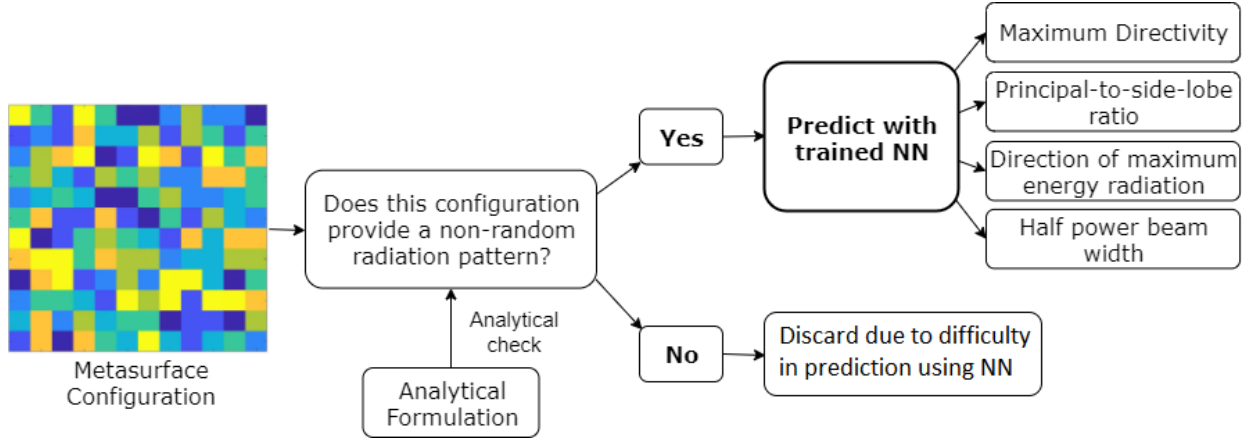 Metasurface
Configuration
Does this configuration
provide a non-random
radiation pattern?
Analytical
check
Analytical
Formulation
Yes
No
Predict with
trained NN
Discard due to difficulty
in prediction using NN
Maximum Directivity
Principal-to-side-lobe
ratio
Direction of maximum
energy radiation
Half power beam
width